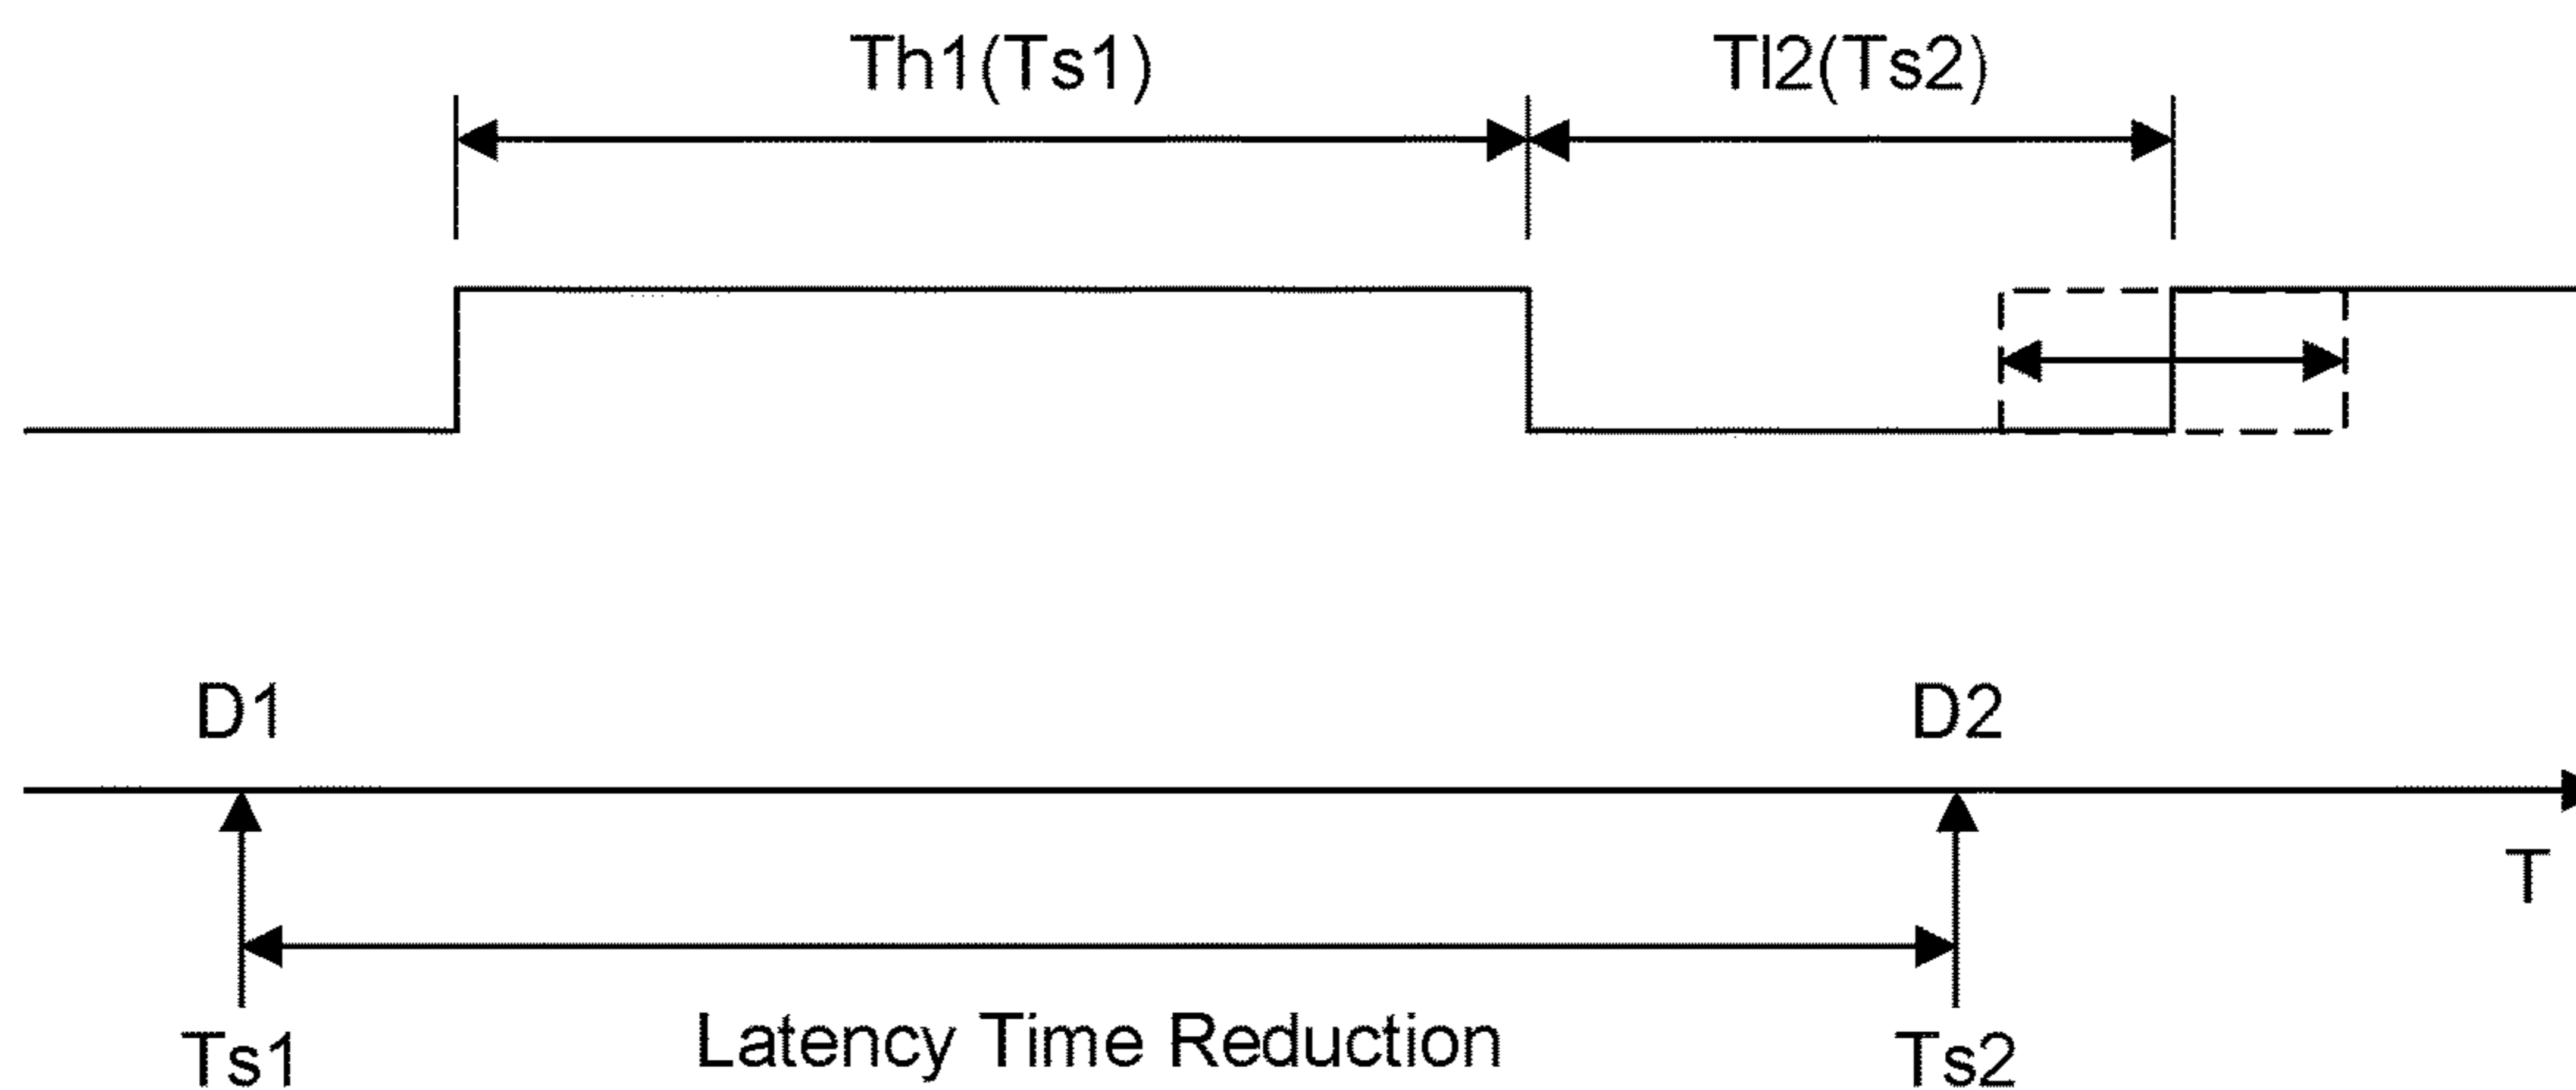 Th1(Ts1) Tl2(Ts2)
D1 D2
T
Ts1 Latency Time Reduction Ts2